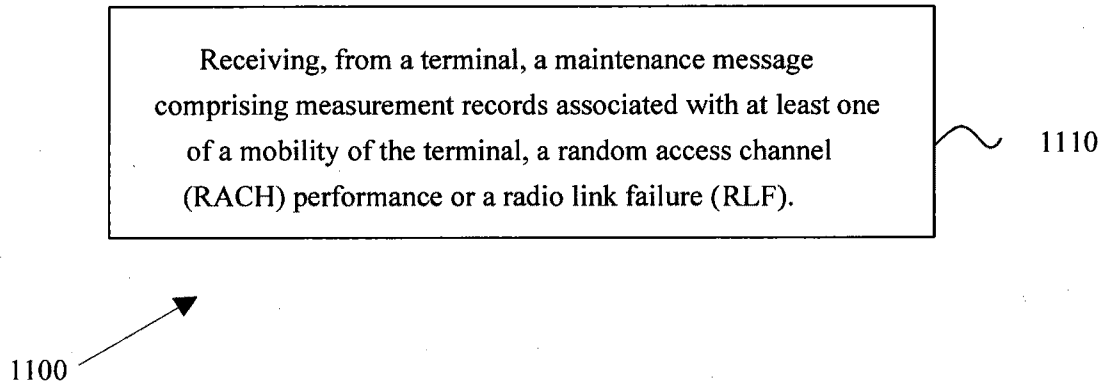 Receiving, from a terminal, a maintenance message
comprising measurement records associated with at least one
of a mobility of the terminal, a random access channel
(RACH) performance or a radio link failure (RLF).
1110
1100